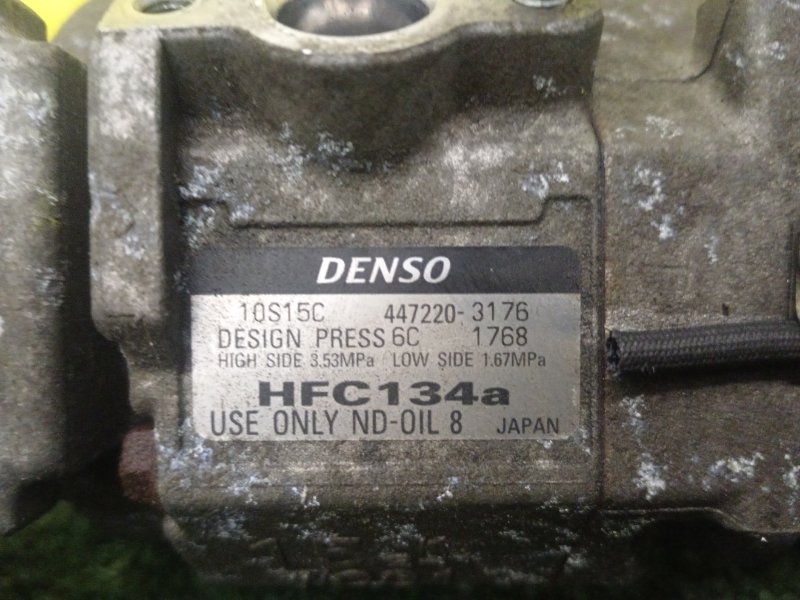 DENSO
10S15C 447220-3176
DESIGN PRESS 6C 1768
HIGH SIDE 3.53MPa LOW SIDE 1.67MPa
HFC134a
USE ONLY ND-OIL 8 JAPAN